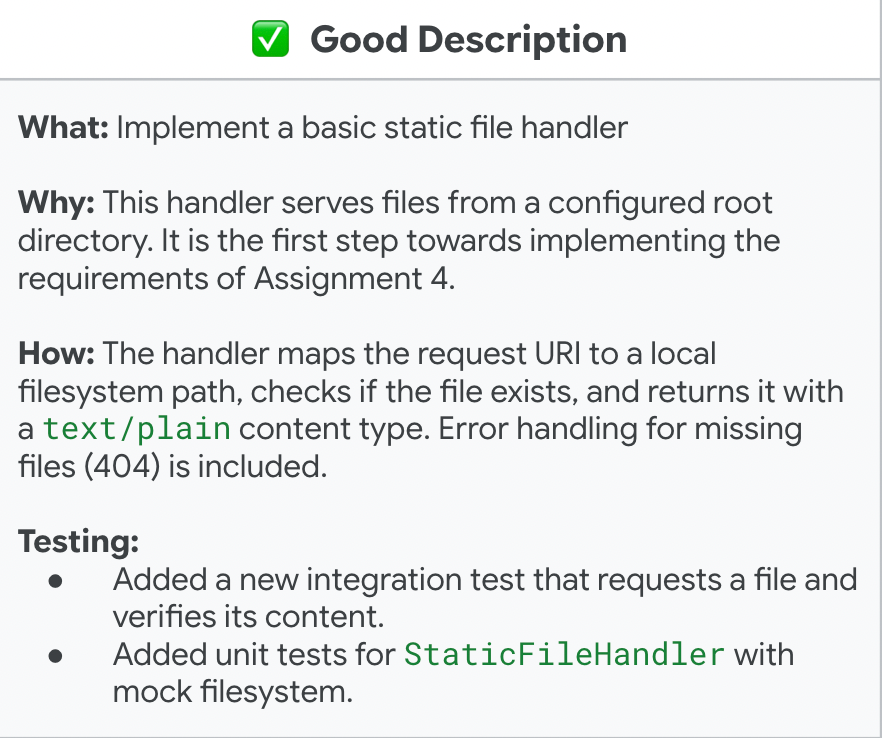 ✅ Good Description
What: Implement a basic static file handler
Why: This handler serves files from a configured root
directory. It is the first step towards implementing the
requirements of Assignment 4.
How: The handler maps the request URI to a local
filesystem path, checks if the file exists, and returns it with
a text/plain content type. Error handling for missing
files (404) is included.
Testing:
● Added a new integration test that requests a file and
verifies its content.
● Added unit tests for StaticFileHandler with
mock filesystem.